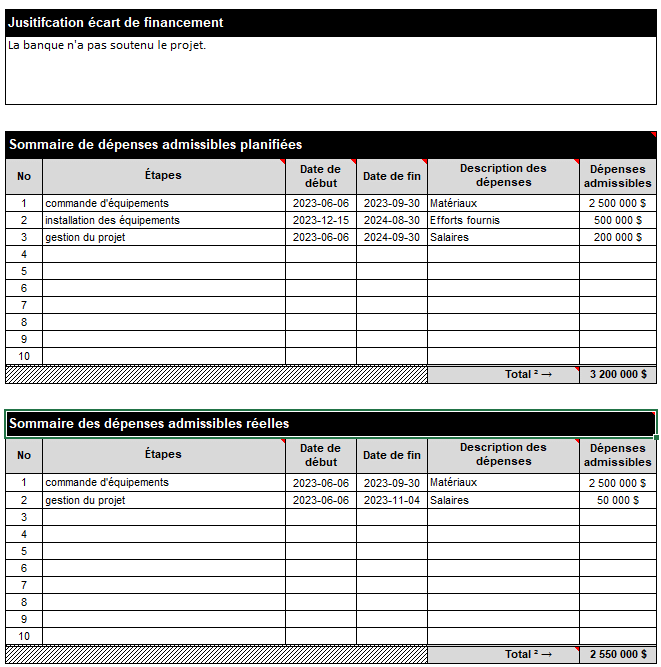 Jusitifcation écart de financement
La banque n'a pas soutenu le projet.
Sommaire de dépenses admissibles planifiées
No Étapes Date de début Date de fin Description des dépenses Dépenses admissibles
1 commande d'équipements 2023-06-06 2023-09-30 Matériaux 2 500 000 $
2 installation des équipements 2023-12-15 2024-08-30 Efforts fournis 500 000 $
3 gestion du projet 2023-06-06 2024-09-30 Salaires 200 000 $
4
5
6
7
8
9
10
Total ² → 3 200 000 $
Sommaire des dépenses admissibles réelles
No Étapes Date de début Date de fin Description des dépenses Dépenses admissibles
1 commande d'équipements 2023-06-06 2023-09-30 Matériaux 2 500 000 $
2 gestion du projet 2023-06-06 2023-11-04 Salaires 50 000 $
3
4
5
6
7
8
9
10
Total ² → 2 550 000 $